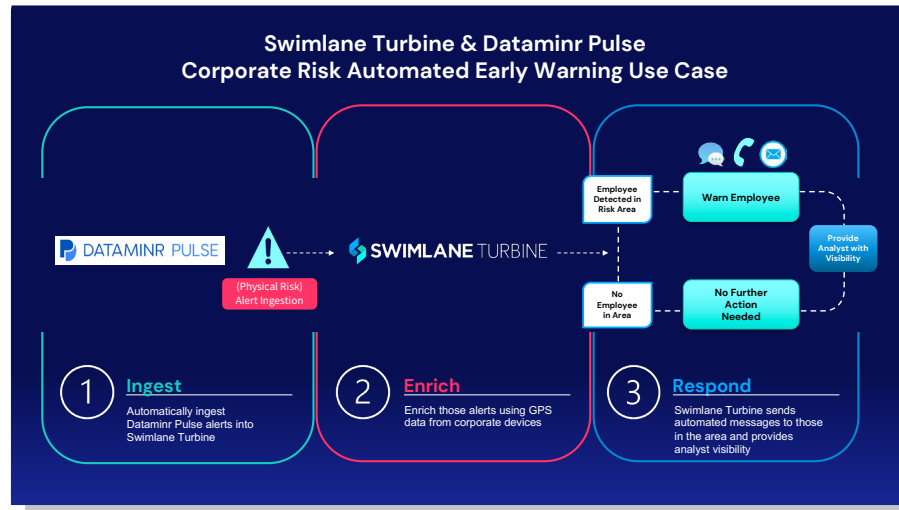 Swimlane Turbine & Dataminr Pulse
Corporate Risk Automated Early Warning Use Case
DATAMINR PULSE
(Physical Risk)
Alert Ingestion
SWIMLANE TURBINE
Employee
Detected in
Risk Area
Warn Employee
Provide
Analyst with
Visibility
No
Employee
in Area
No Further
Action
Needed
1
Ingest
Automatically ingest
Dataminr Pulse alerts into
Swimlane Turbine
2
Enrich
Enrich those alerts using GPS
data from corporate devices
3
Respond
Swimlane Turbine sends
automated messages to those
in the area and provides
analyst visibility